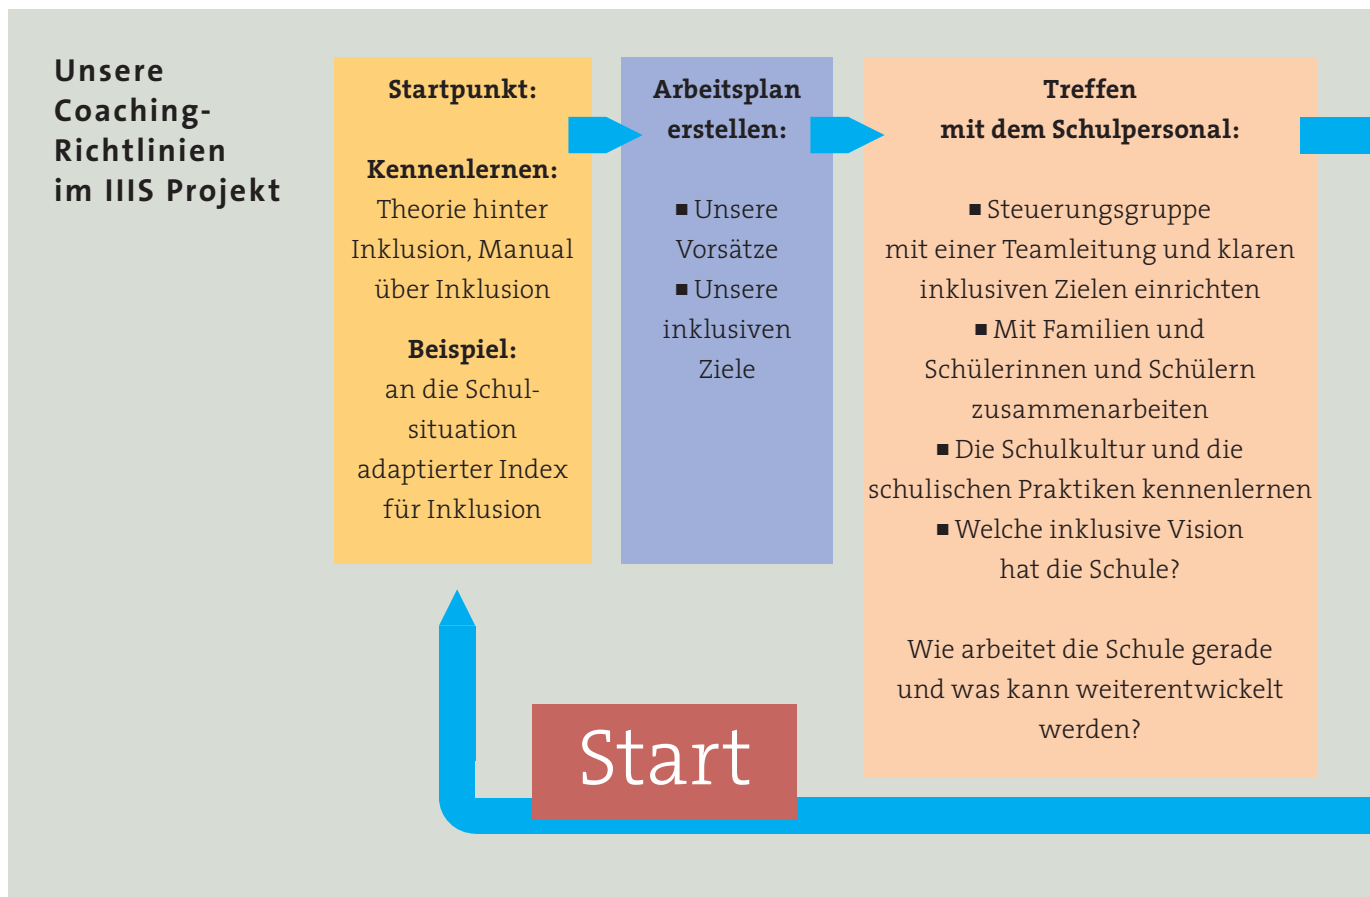 Unsere
Coaching-
Richtlinien
im IIIS Projekt
Startpunkt:
Kennenlernen:
Theorie hinter
Inklusion, Manual
über Inklusion
Beispiel:
an die Schul-
situation
adaptierter Index
für Inklusion
Arbeitsplan
erstellen:
■ Unsere
Vorsätze
■ Unsere
inklusiven
Ziele
Treffen
mit dem Schulpersonal:
■ Steuerungsgruppe
mit einer Teamleitung und klaren
inklusiven Zielen einrichten
■ Mit Familien und
Schülerinnen und Schülern
zusammenarbeiten
■ Die Schulkultur und die
schulischen Praktiken kennenlernen
■ Welche inklusive Vision
hat die Schule?
Wie arbeitet die Schule gerade
und was kann weiterentwickelt
werden?
Start